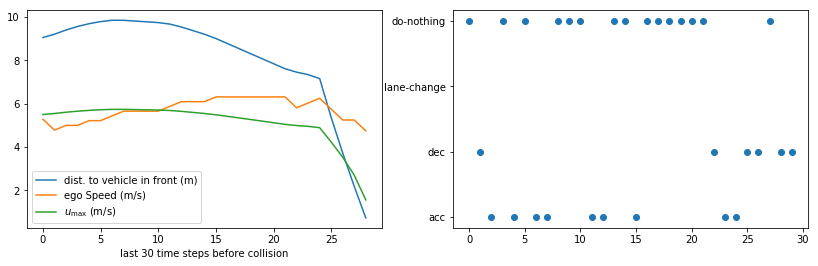 10
8
6
4
2
dist. to vehicle in front (m)
ego Speed (m/s)
u_max (m/s)
0 5 10 15 20 25
last 30 time steps before collision
do-nothing
lane-change
dec
acc
0 5 10 15 20 25 30